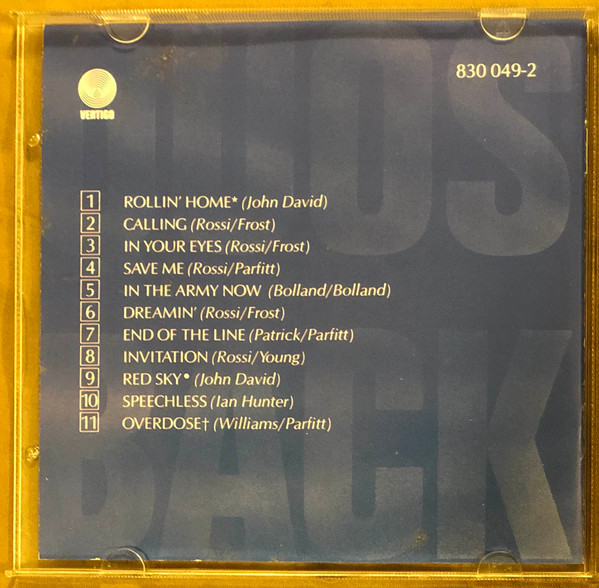 830 049-2
VERTIGO
1 ROLLIN' HOME* (John David)
2 CALLING (Rossi/Frost)
3 IN YOUR EYES (Rossi/Frost)
4 SAVE ME (Rossi/Parfitt)
5 IN THE ARMY NOW (Bolland/Bolland)
6 DREAMIN' (Rossi/Frost)
7 END OF THE LINE (Patrick/Parfitt)
8 INVITATION (Rossi/Young)
9 RED SKY* (John David)
10 SPEECHLESS (Ian Hunter)
11 OVERDOSE† (Williams/Parfitt)
BACK